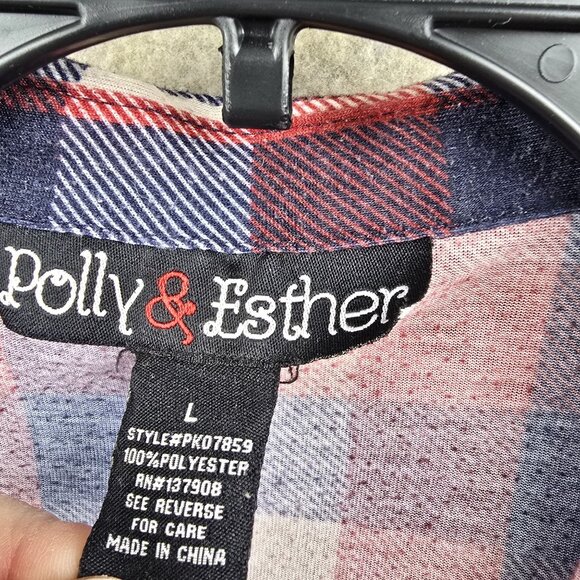 Polly & Esther
L
STYLE#PK07859
100%POLYESTER
RN#137908
SEE REVERSE
FOR CARE
MADE IN CHINA